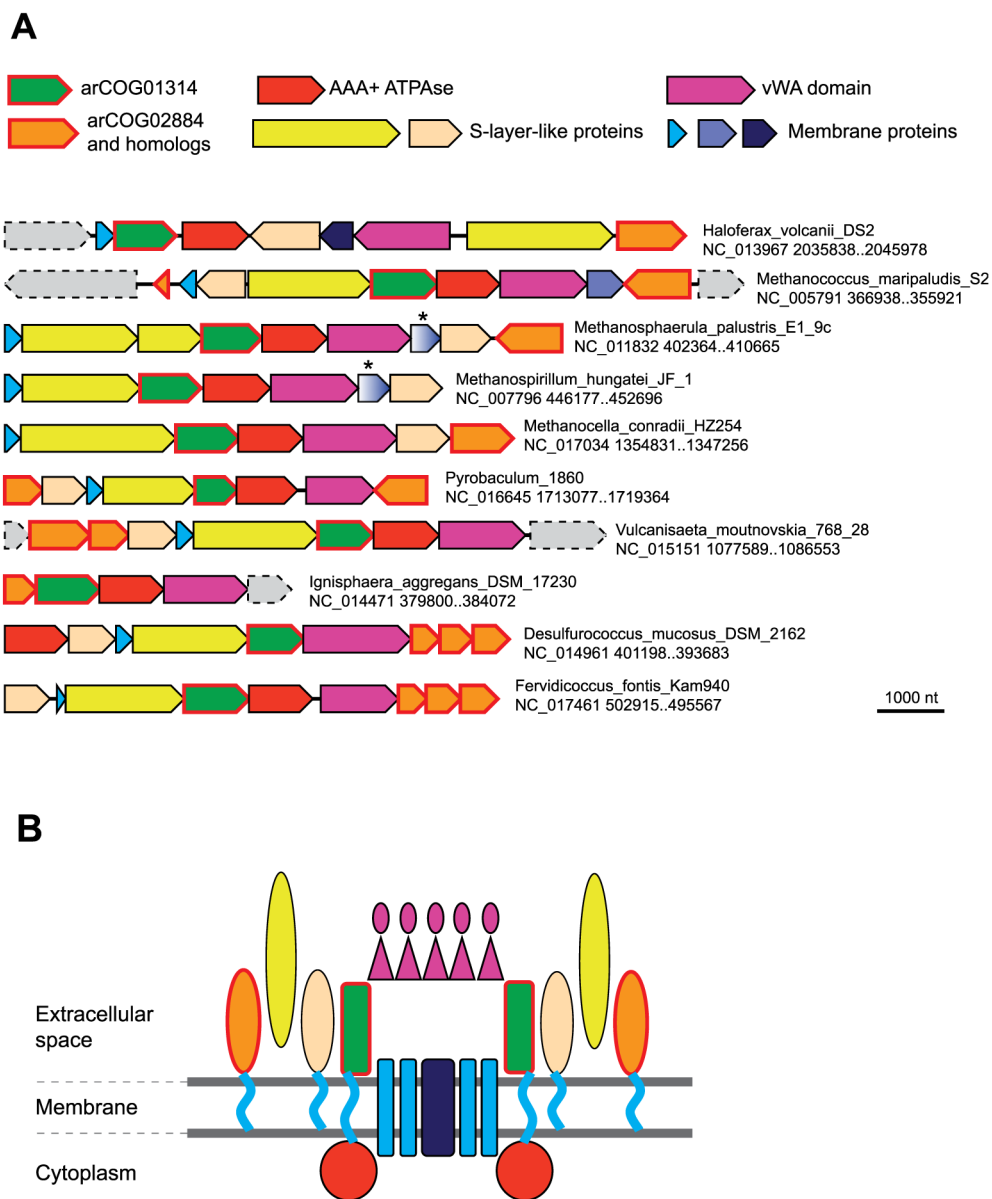 A
arCOG01314
AAA+ ATPAse
vWA domain
arCOG02884
and homologs
S-layer-like proteins
Membrane proteins
Haloferax_volcanii_DS2
NC_013967 2035838..2045978
Methanococcus_maripaludis_S2
NC_005791 366938..355921
*
Methanosphaerula_palustris_E1_9c
NC_011832 402364..410665
*
Methanospirillum_hungatei_JF_1
NC_007796 446177..452696
Methanocella_conradii_HZ254
NC_017034 1354831..1347256
Pyrobaculum_1860
NC_016645 1713077..1719364
Vulcanisaeta_moutnovskia_768_28
NC_015151 1077589..1086553
Ignisphaera_aggregans_DSM_17230
NC_014471 379800..384072
Desulfurococcus_mucosus_DSM_2162
NC_014961 401198..393683
Fervidicoccus_fontis_Kam940
NC_017461 502915..495567
1000 nt
B
Extracellular
space
Membrane
Cytoplasm